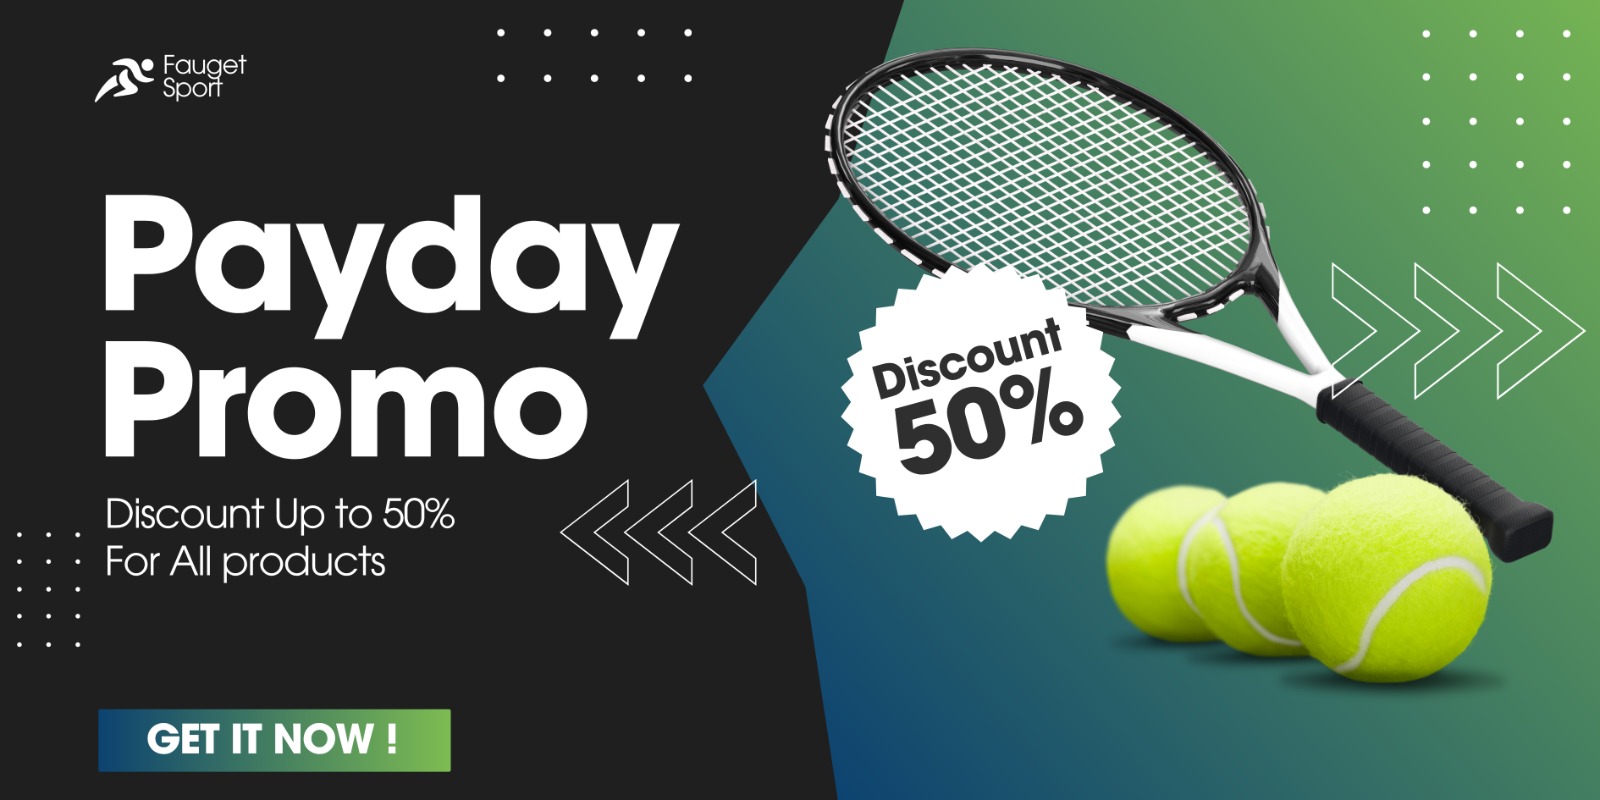 Fauget
Sport
Payday
Promo
Discount Up to 50%
For All products
GET IT NOW !
Discount
50%